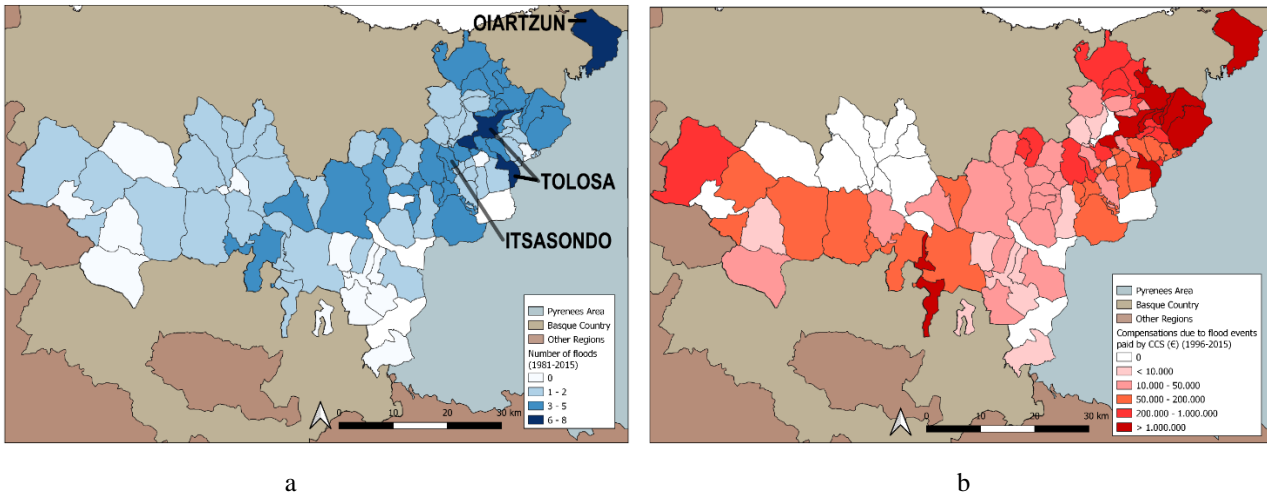 OIARTZUN
TOLOSA
ITSASONDO
Pyrenees Area
Basque Country
Other Regions
Number of floods
(1981-2015)
0
1 - 2
3 - 5
6 - 8
0 10 20 30 km
a
Pyrenees Area
Basque Country
Other Regions
Compensations due to flood events
paid by CCS (€) (1996-2015)
0
< 10.000
10.000 - 50.000
50.000 - 200.000
200.000 - 1.000.000
> 1.000.000
0 10 20 30 km
b